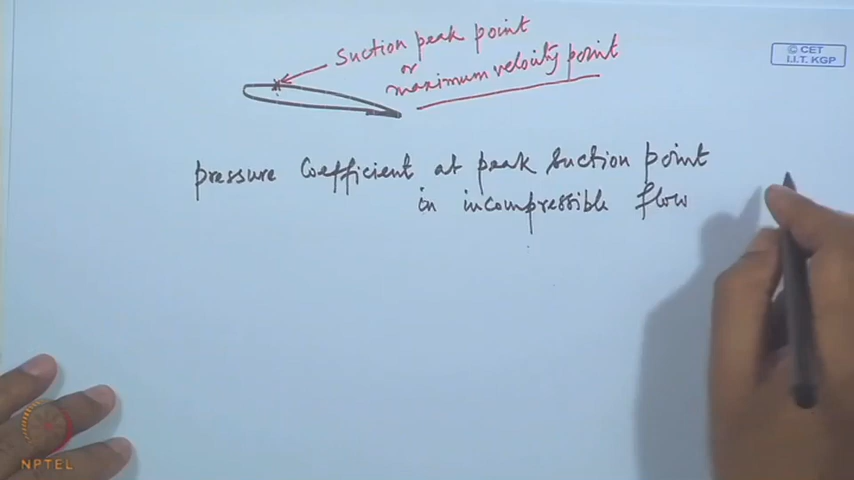 Suction peak point
or
maximum velocity point
© CET
I.I.T. KGP
pressure Coefficient at peak Suction point
in incompressible flow
NPTEL